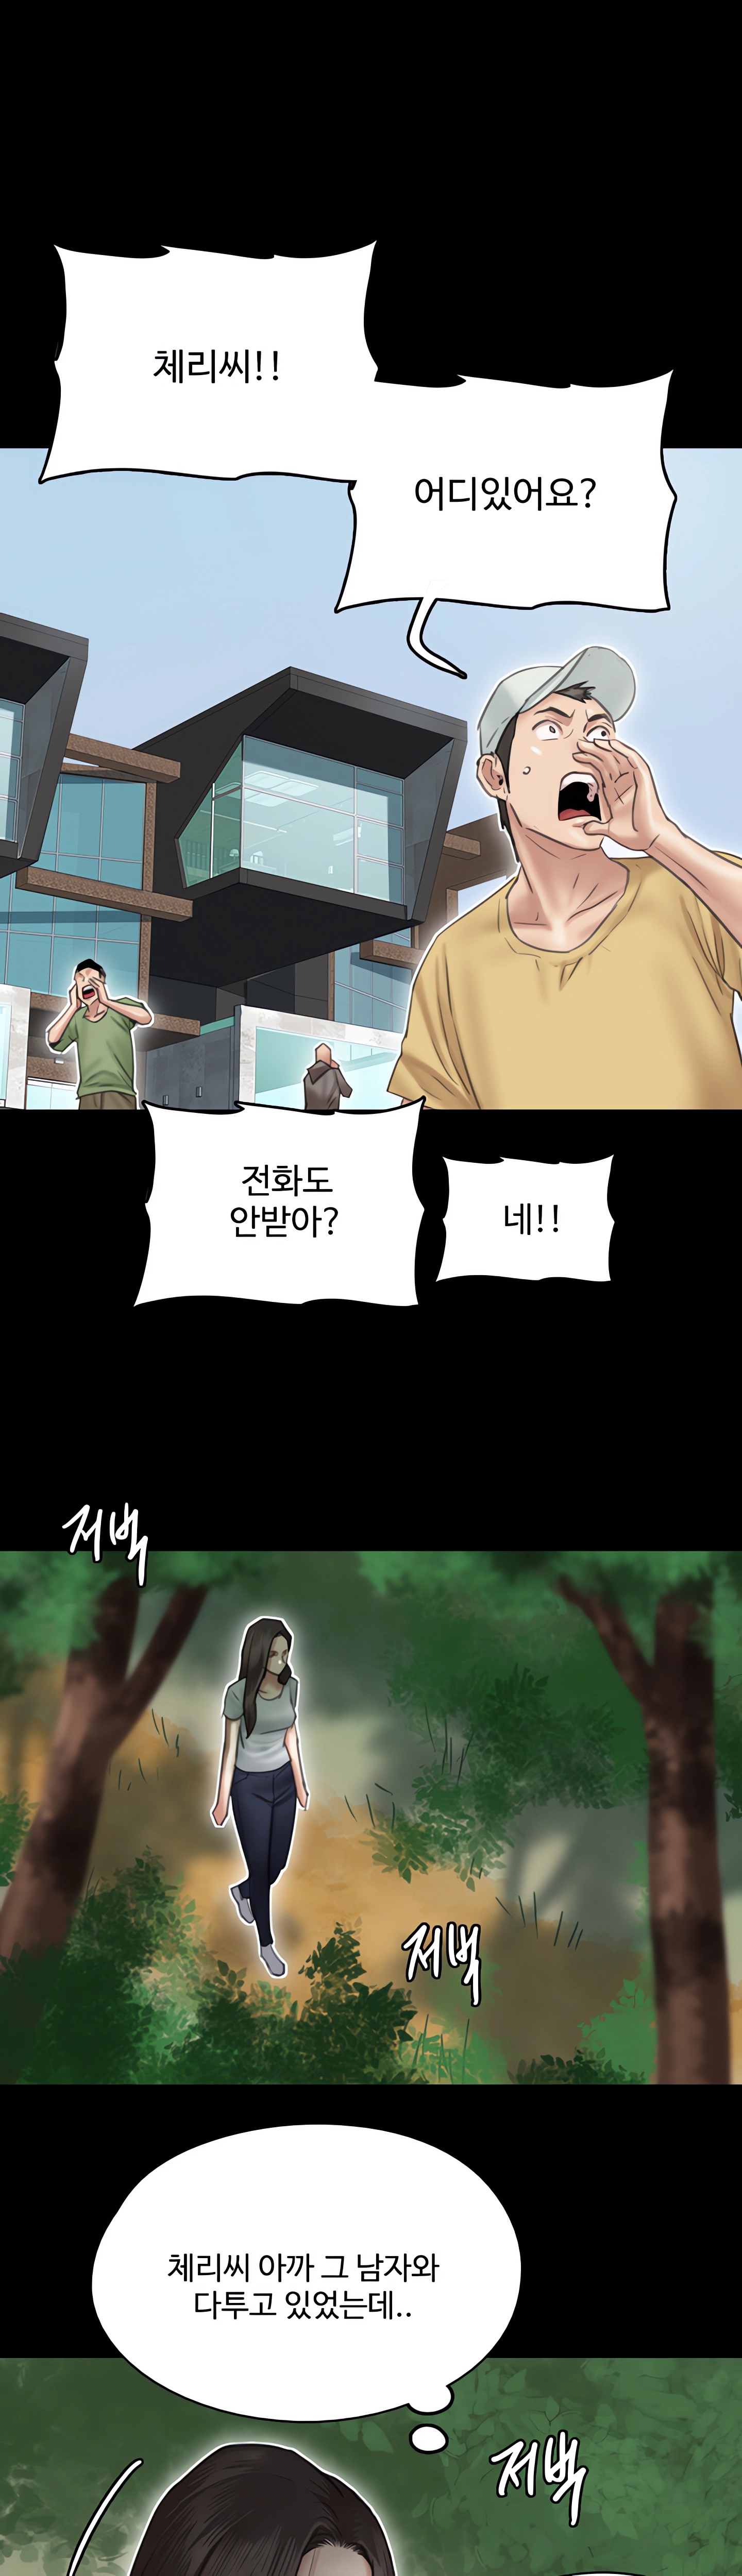 체리씨!!
어디있어요?
전화도
안받아?
네!!
저벅
저벅
체리씨 아까 그 남자와
다투고 있었는데..
저벅